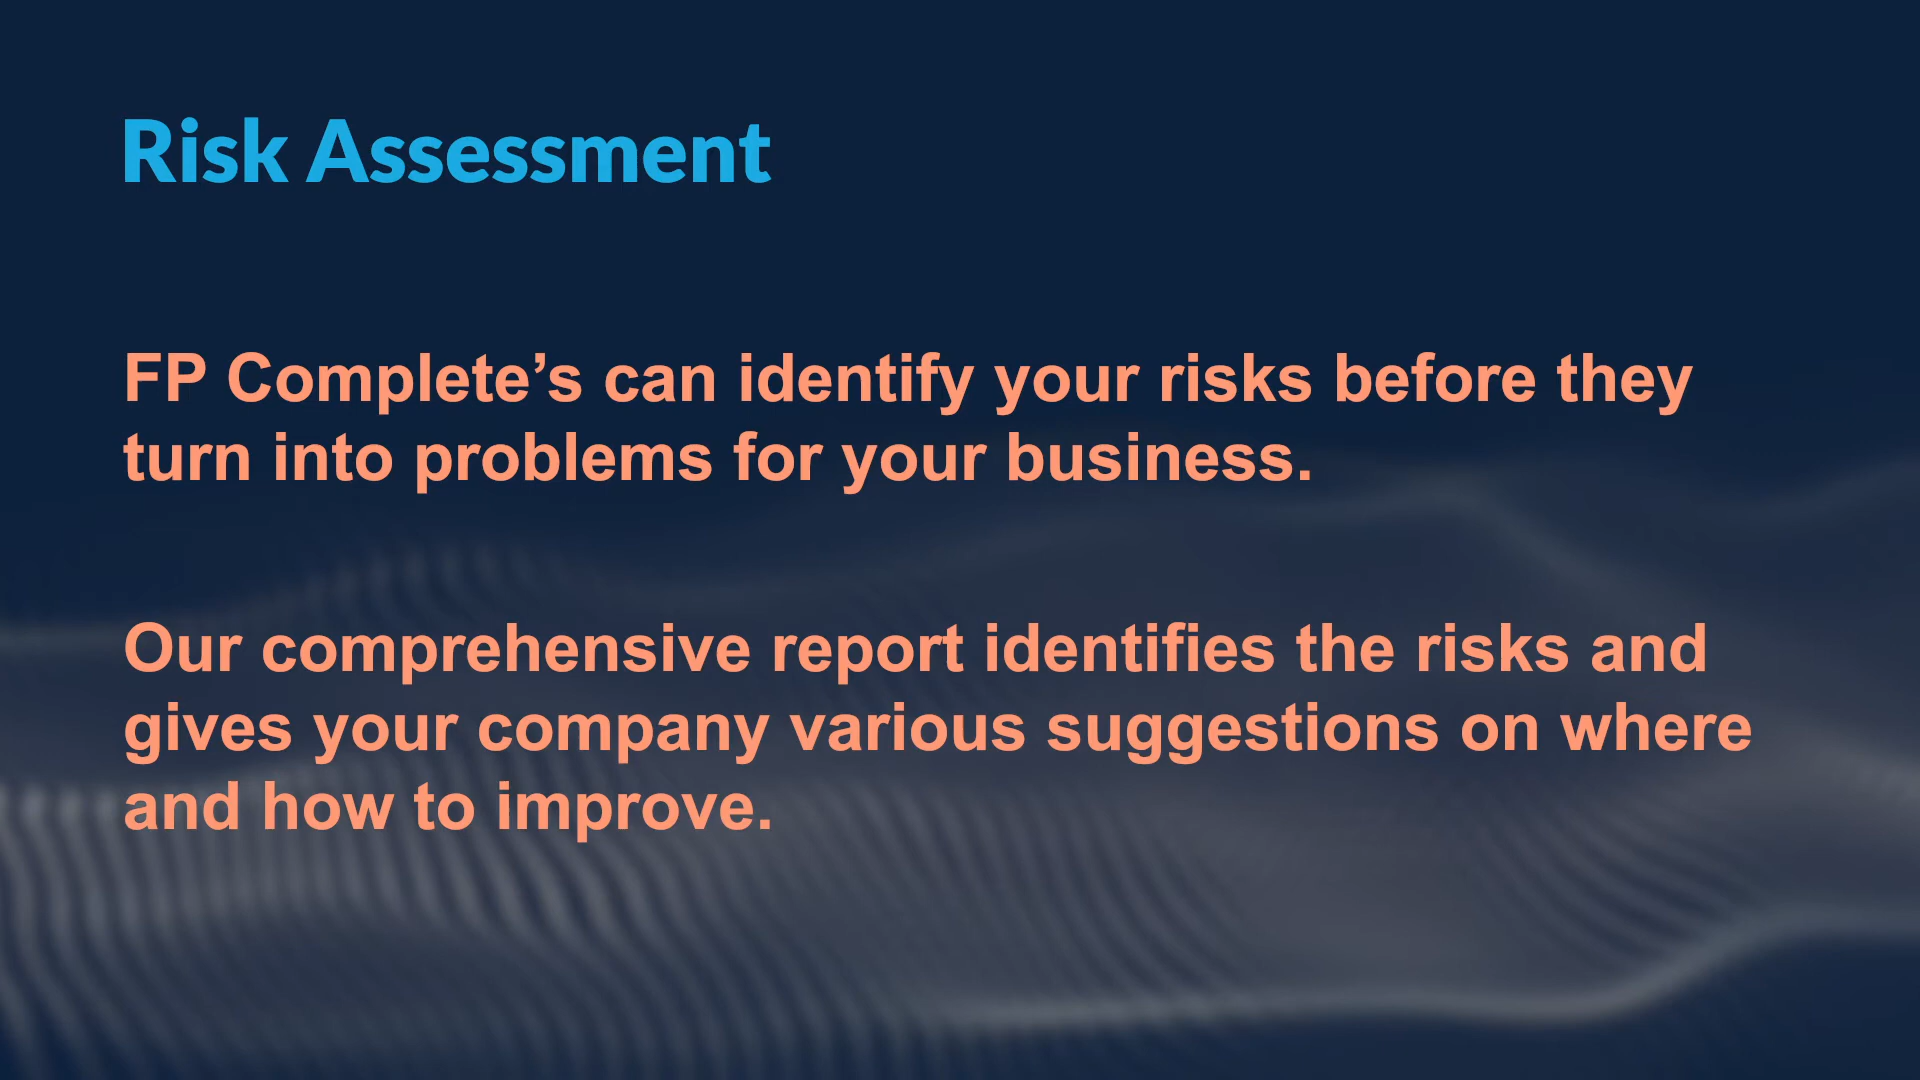 Risk Assessment
FP Complete’s can identify your risks before they
turn into problems for your business.
Our comprehensive report identifies the risks and
gives your company various suggestions on where
and how to improve.